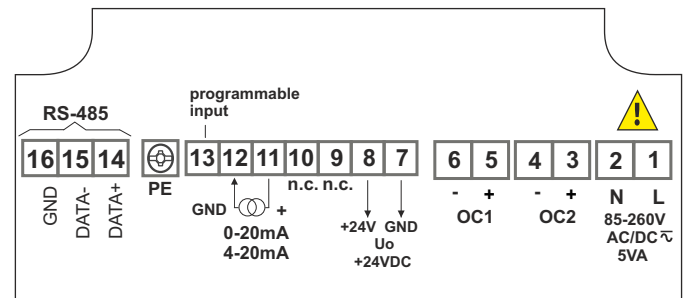 programmable
input
RS-485
16 15 14 13 12 11 10 9 8 7 6 5 4 3 2 1
PE
n.c. n.c.
GND DATA- DATA+
GND +
0-20mA
4-20mA
+24V GND
Uo
+24VDC
- +
OC1
- +
OC2
N L
85-260V
AC/DC
5VA
!